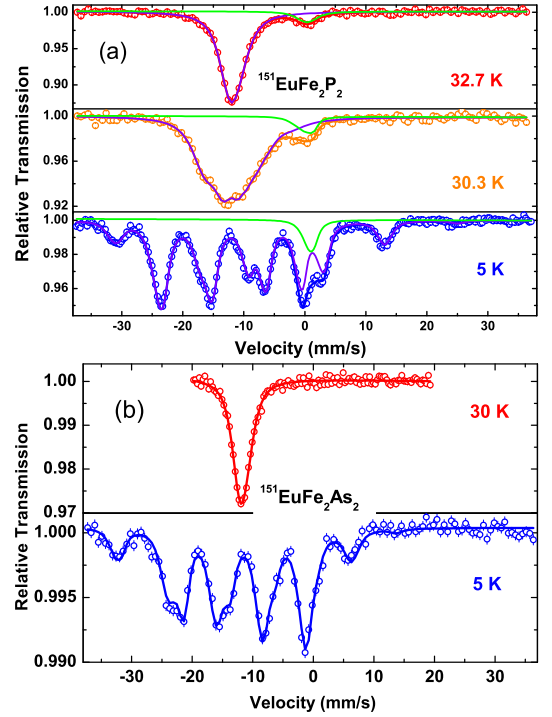 (a)
151EuFe2P2
32.7 K
1.00
0.95
0.90
30.3 K
1.00
0.96
0.92
5 K
1.00
0.98
0.96
Relative Transmission
-30 -20 -10 0 10 20 30
Velocity (mm/s)
(b)
30 K
1.00
0.99
0.98
0.97
151EuFe2As2
5 K
1.000
0.995
0.990
Relative Transmission
-30 -20 -10 0 10 20 30
Velocity (mm/s)